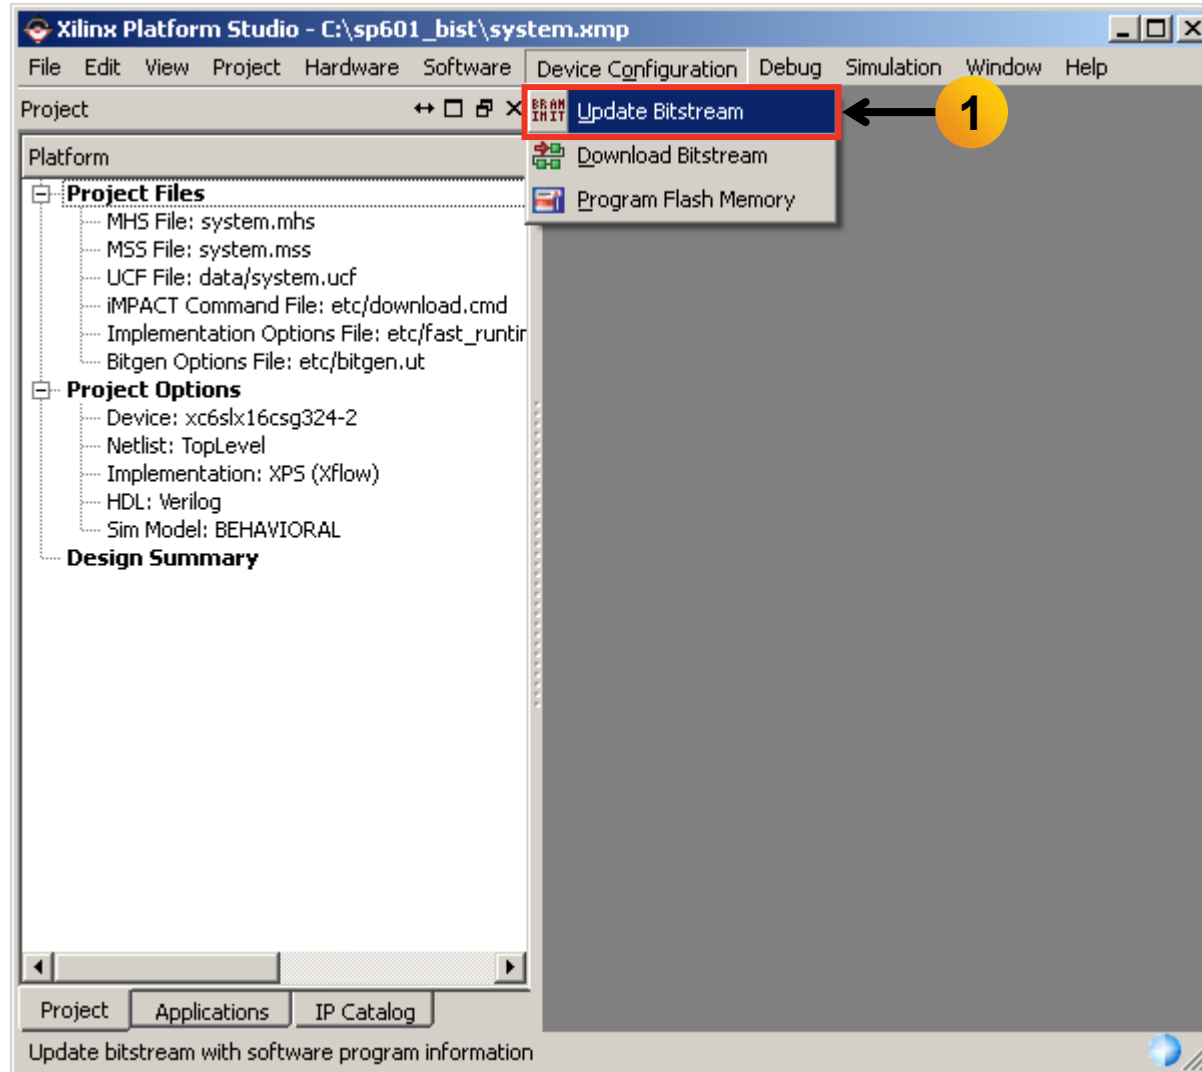 Xilinx Platform Studio - C:\sp601_bist\system.xmp
File Edit View Project Hardware Software Device Configuration Debug Simulation Window Help
Project
BRAM INIT Update Bitstream
1
Download Bitstream
Program Flash Memory
Platform
Project Files
MHS File: system.mhs
MSS File: system.mss
UCF File: data/system.ucf
iMPACT Command File: etc/download.cmd
Implementation Options File: etc/fast_runtir
Bitgen Options File: etc/bitgen.ut
Project Options
Device: xc6slx16csg324-2
Netlist: TopLevel
Implementation: XPS (Xflow)
HDL: Verilog
Sim Model: BEHAVIORAL
Design Summary
Project Applications IP Catalog
Update bitstream with software program information